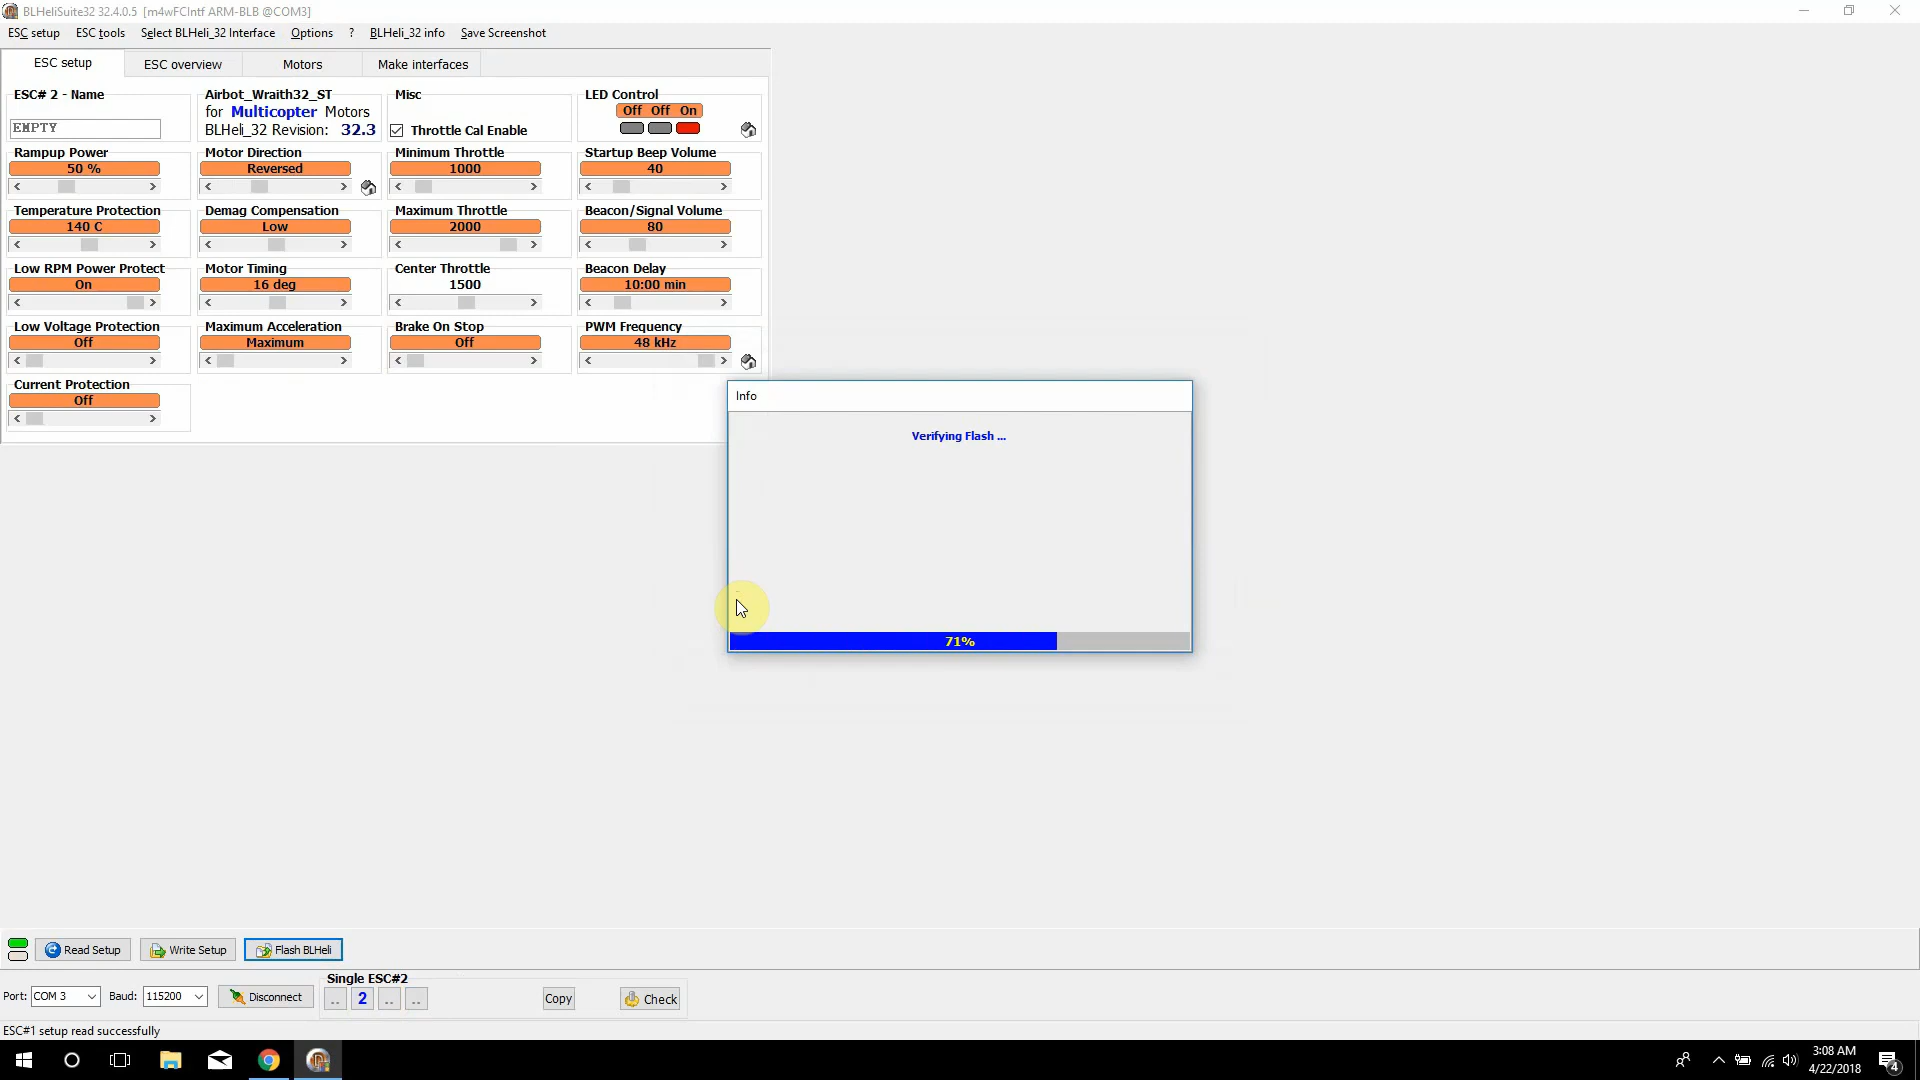 BLHeliSuite32 32.4.0.5  [m4wFCIntf ARM-BLB @COM3]
ESC setup ESC tools Select BLHeli_32 Interface Options ? BLHeli_32 info Save Screenshot
ESC setup ESC overview Motors Make interfaces
ESC# 2 - Name Airbot_Wraith32_ST Misc LED Control
for Multicopter Motors Off Off On
EMPTY BLHeli_32 Revision: 32.3 Throttle Cal Enable
Rampup Power Motor Direction Minimum Throttle Startup Beep Volume
50 % Reversed 1000 40
Temperature Protection Demag Compensation Maximum Throttle Beacon/Signal Volume
140 C Low 2000 80
Low RPM Power Protect Motor Timing Center Throttle Beacon Delay
On 16 deg 1500 10:00 min
Low Voltage Protection Maximum Acceleration Brake On Stop PWM Frequency
Off Maximum Off 48 kHz
Current Protection
Off
Info
Verifying Flash ...
71%
Read Setup Write Setup Flash BLHeli
Single ESC#2
Port: COM 3 Baud: 115200 Disconnect .. 2 .. .. Copy Check
ESC#1 setup read successfully
3:08 AM
4/22/2018
4